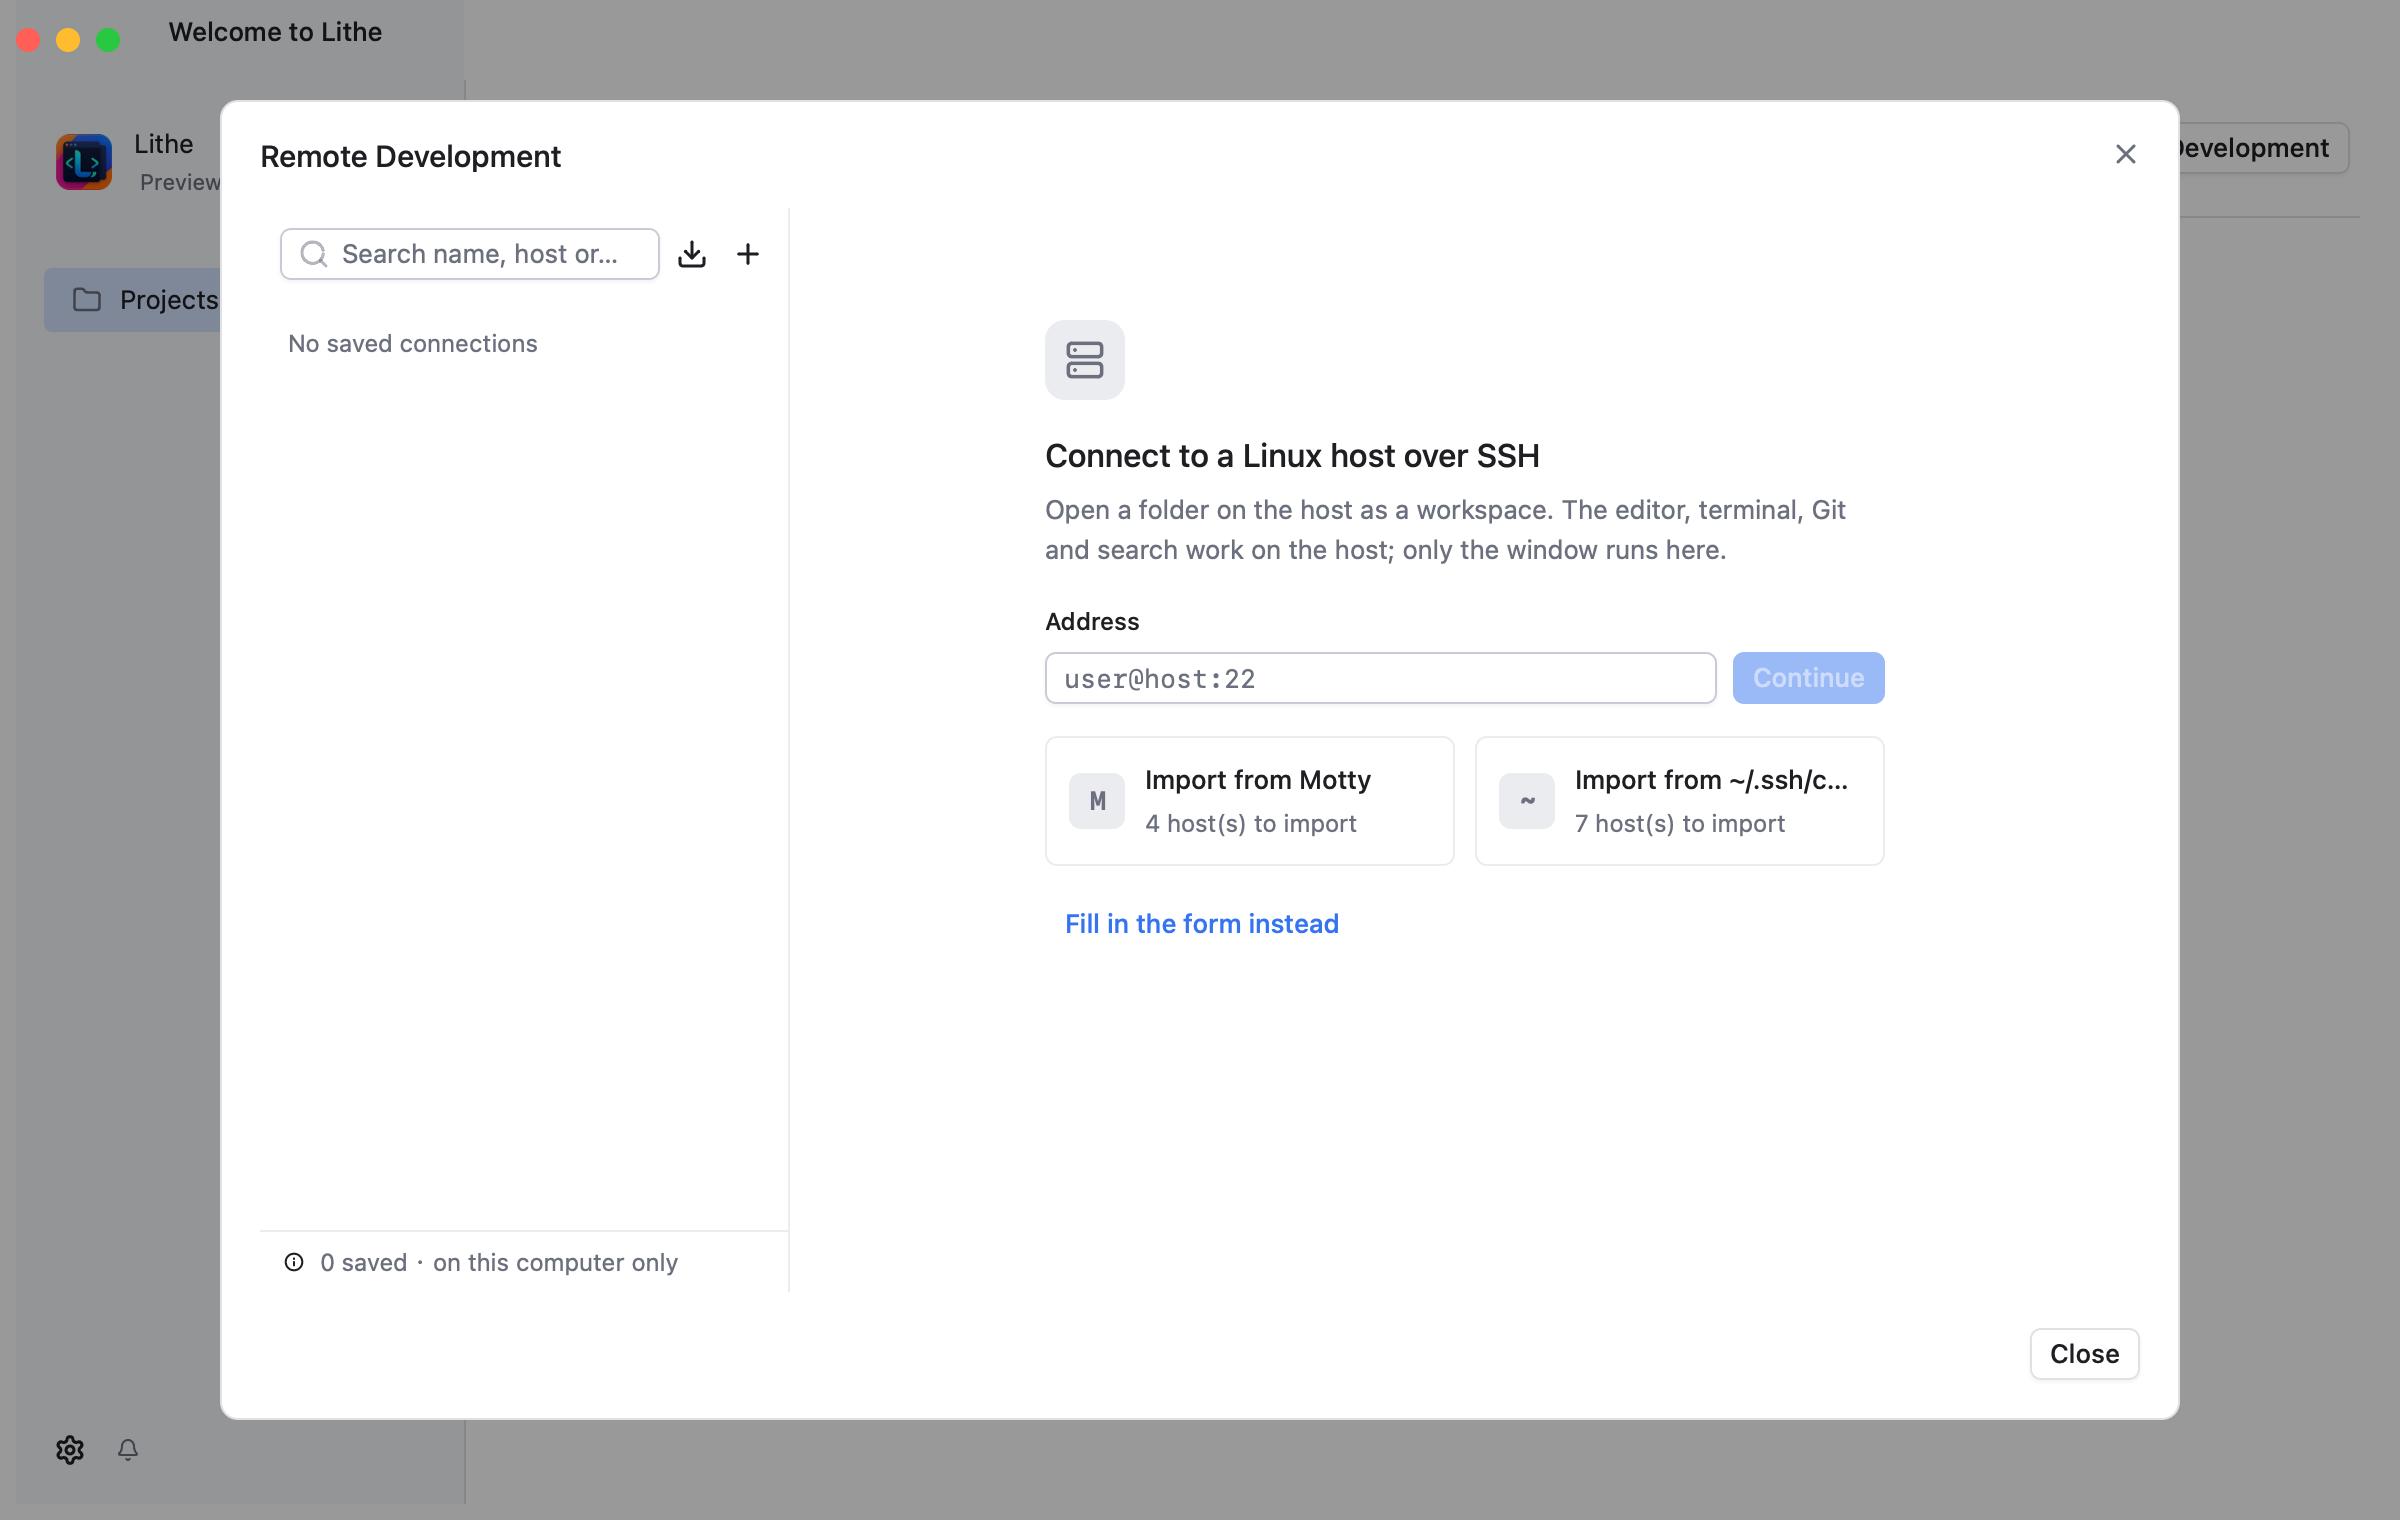 Welcome to Lithe
Lithe
Preview
Projects
Development
Remote Development
Search name, host or...
No saved connections
0 saved · on this computer only
Connect to a Linux host over SSH
Open a folder on the host as a workspace. The editor, terminal, Git
and search work on the host; only the window runs here.
Address
user@host:22
Continue
M
Import from Motty
4 host(s) to import
~
Import from ~/.ssh/c...
7 host(s) to import
Fill in the form instead
Close